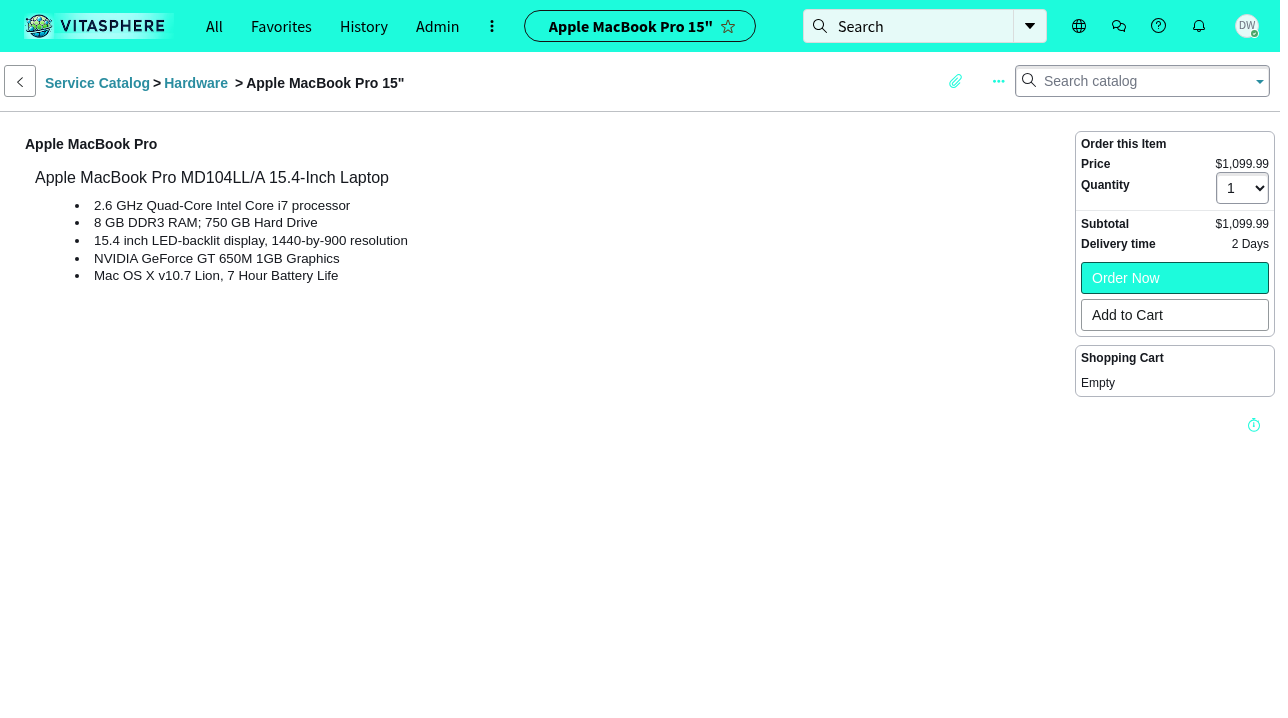 VITASPHERE
All Favorites History Admin
Apple MacBook Pro 15"
Search
DW
Service Catalog > Hardware > Apple MacBook Pro 15"
Search catalog
Apple MacBook Pro
Apple MacBook Pro MD104LL/A 15.4-Inch Laptop
• 2.6 GHz Quad-Core Intel Core i7 processor
• 8 GB DDR3 RAM; 750 GB Hard Drive
• 15.4 inch LED-backlit display, 1440-by-900 resolution
• NVIDIA GeForce GT 650M 1GB Graphics
• Mac OS X v10.7 Lion, 7 Hour Battery Life
Order this Item
Price $1,099.99
Quantity 1
Subtotal $1,099.99
Delivery time 2 Days
Order Now
Add to Cart
Shopping Cart
Empty